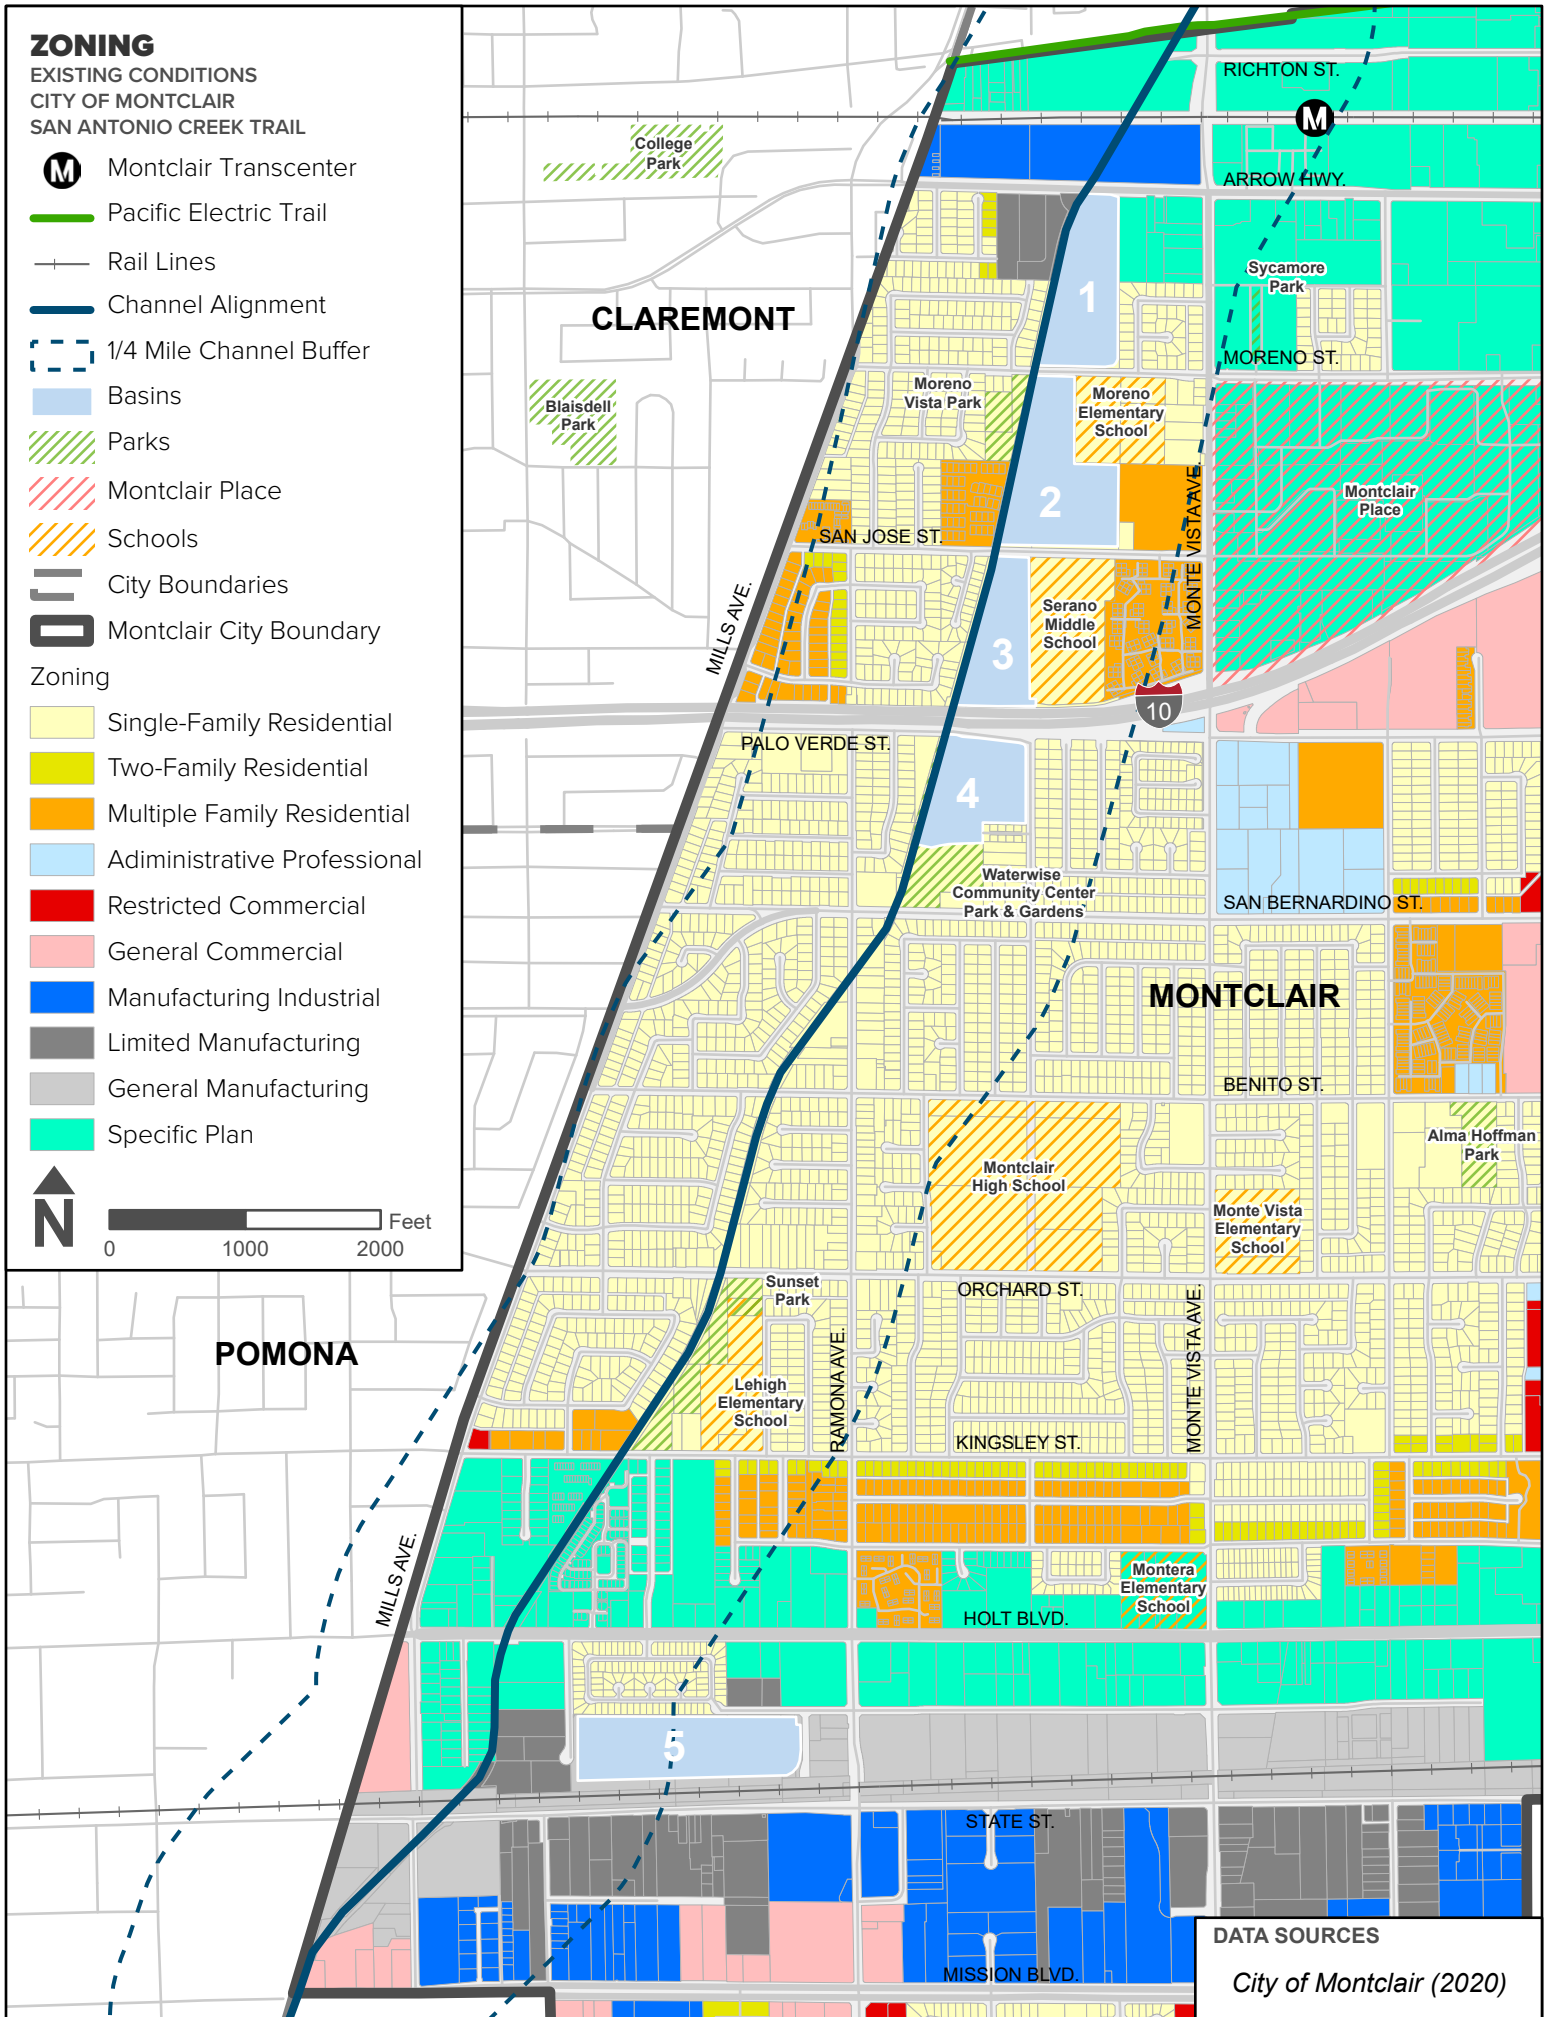 ZONING
EXISTING CONDITIONS
CITY OF MONTCLAIR
SAN ANTONIO CREEK TRAIL
M Montclair Transcenter
Pacific Electric Trail
Rail Lines
Channel Alignment
1/4 Mile Channel Buffer
Basins
Parks
Montclair Place
Schools
City Boundaries
Montclair City Boundary
Zoning
Single-Family Residential
Two-Family Residential
Multiple Family Residential
Adiministrative Professional
Restricted Commercial
General Commercial
Manufacturing Industrial
Limited Manufacturing
General Manufacturing
Specific Plan
N
Feet
0 1000 2000
RICHTON ST.
M
College
Park
ARROW HWY.
Sycamore
Park
1
CLAREMONT
MORENO ST.
Moreno
Vista Park
Moreno
Elementary
School
Blaisdell
Park
2
Montclair
Place
MONTE VISTA AVE.
SAN JOSE ST.
MILLS AVE.
Serano
Middle
School
3
10
PALO VERDE ST.
4
Waterwise
Community Center
Park & Gardens
SAN BERNARDINO ST.
MONTCLAIR
BENITO ST.
Alma Hoffman
Park
Montclair
High School
Monte Vista
Elementary
School
Sunset
Park
ORCHARD ST.
POMONA
RAMONA AVE.
MONTE VISTA AVE.
Lehigh
Elementary
School
KINGSLEY ST.
MILLS AVE.
Montera
Elementary
School
HOLT BLVD.
5
STATE ST.
MISSION BLVD.
DATA SOURCES
City of Montclair (2020)